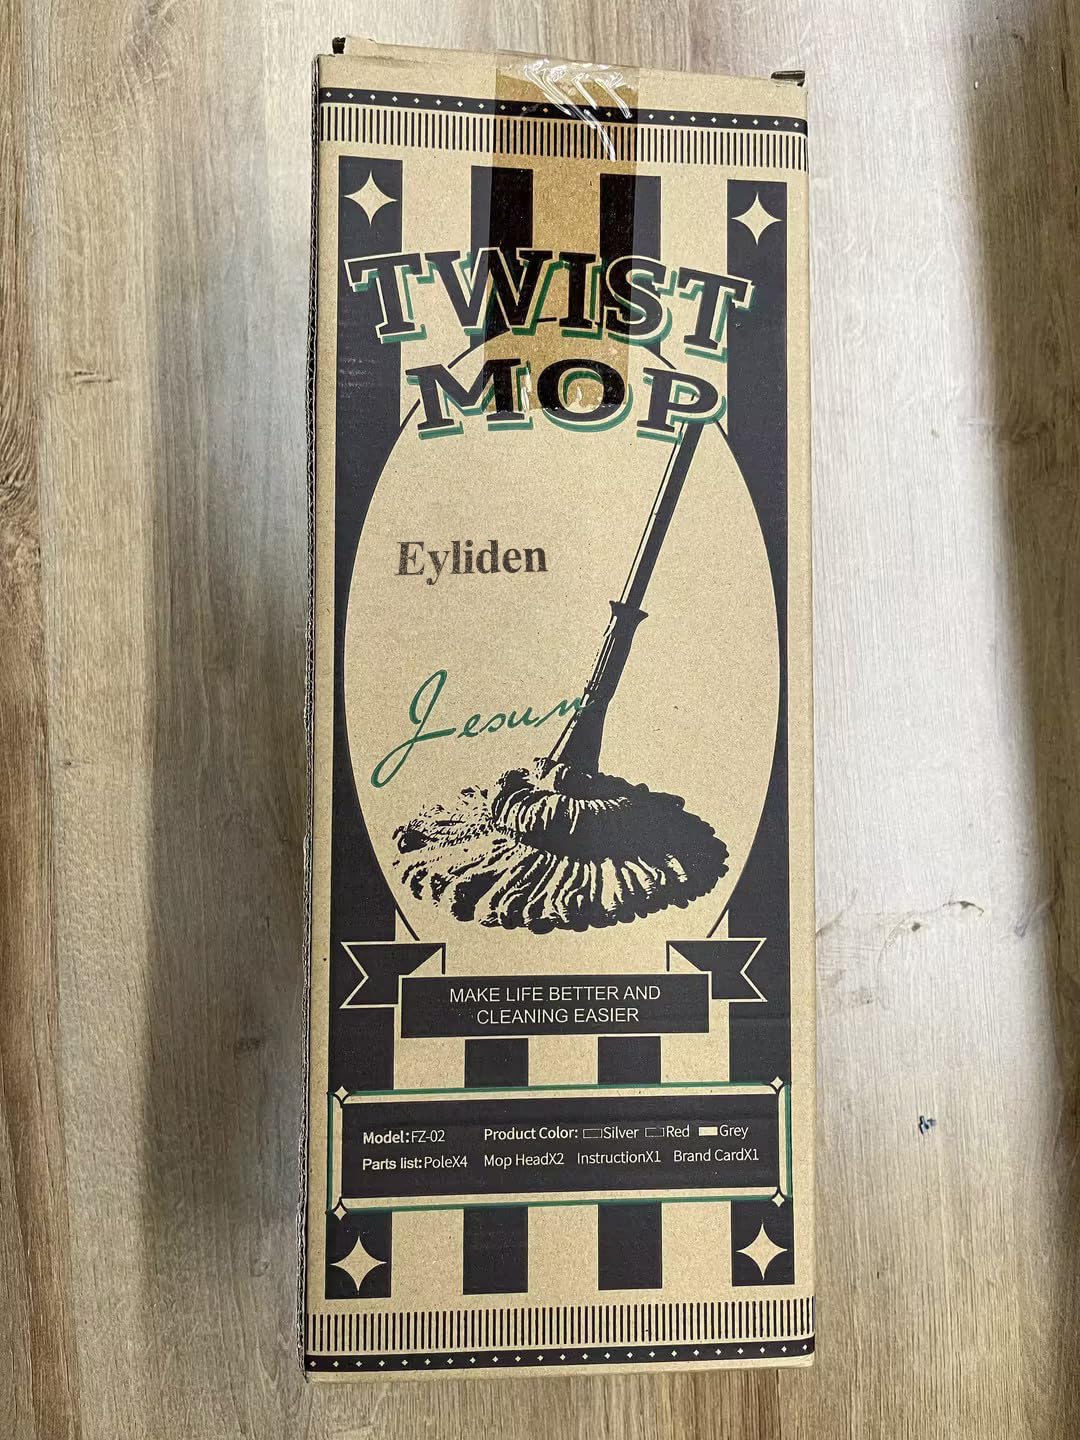 TWIST
MOP
Eyliden
Jesun
MAKE LIFE BETTER AND
CLEANING EASIER
Model:FZ-02 Product Color: Silver Red Grey
Parts list:PoleX4 Mop HeadX2 InstructionX1 Brand CardX1